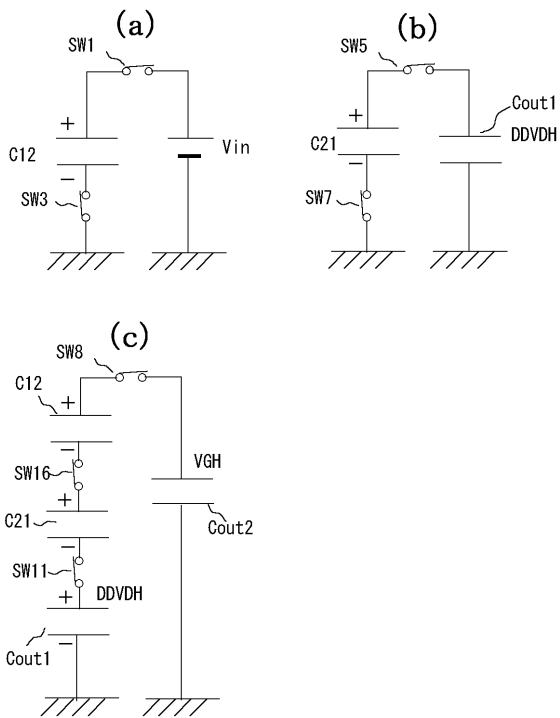 (a)
SW1
+
C12
−
SW3
Vin
(b)
SW5
Cout1
DDVDH
+
C21
−
SW7
(c)
SW8
C12
+
−
SW16
+
C21
−
SW11
+
DDVDH
Cout1
−
VGH
Cout2